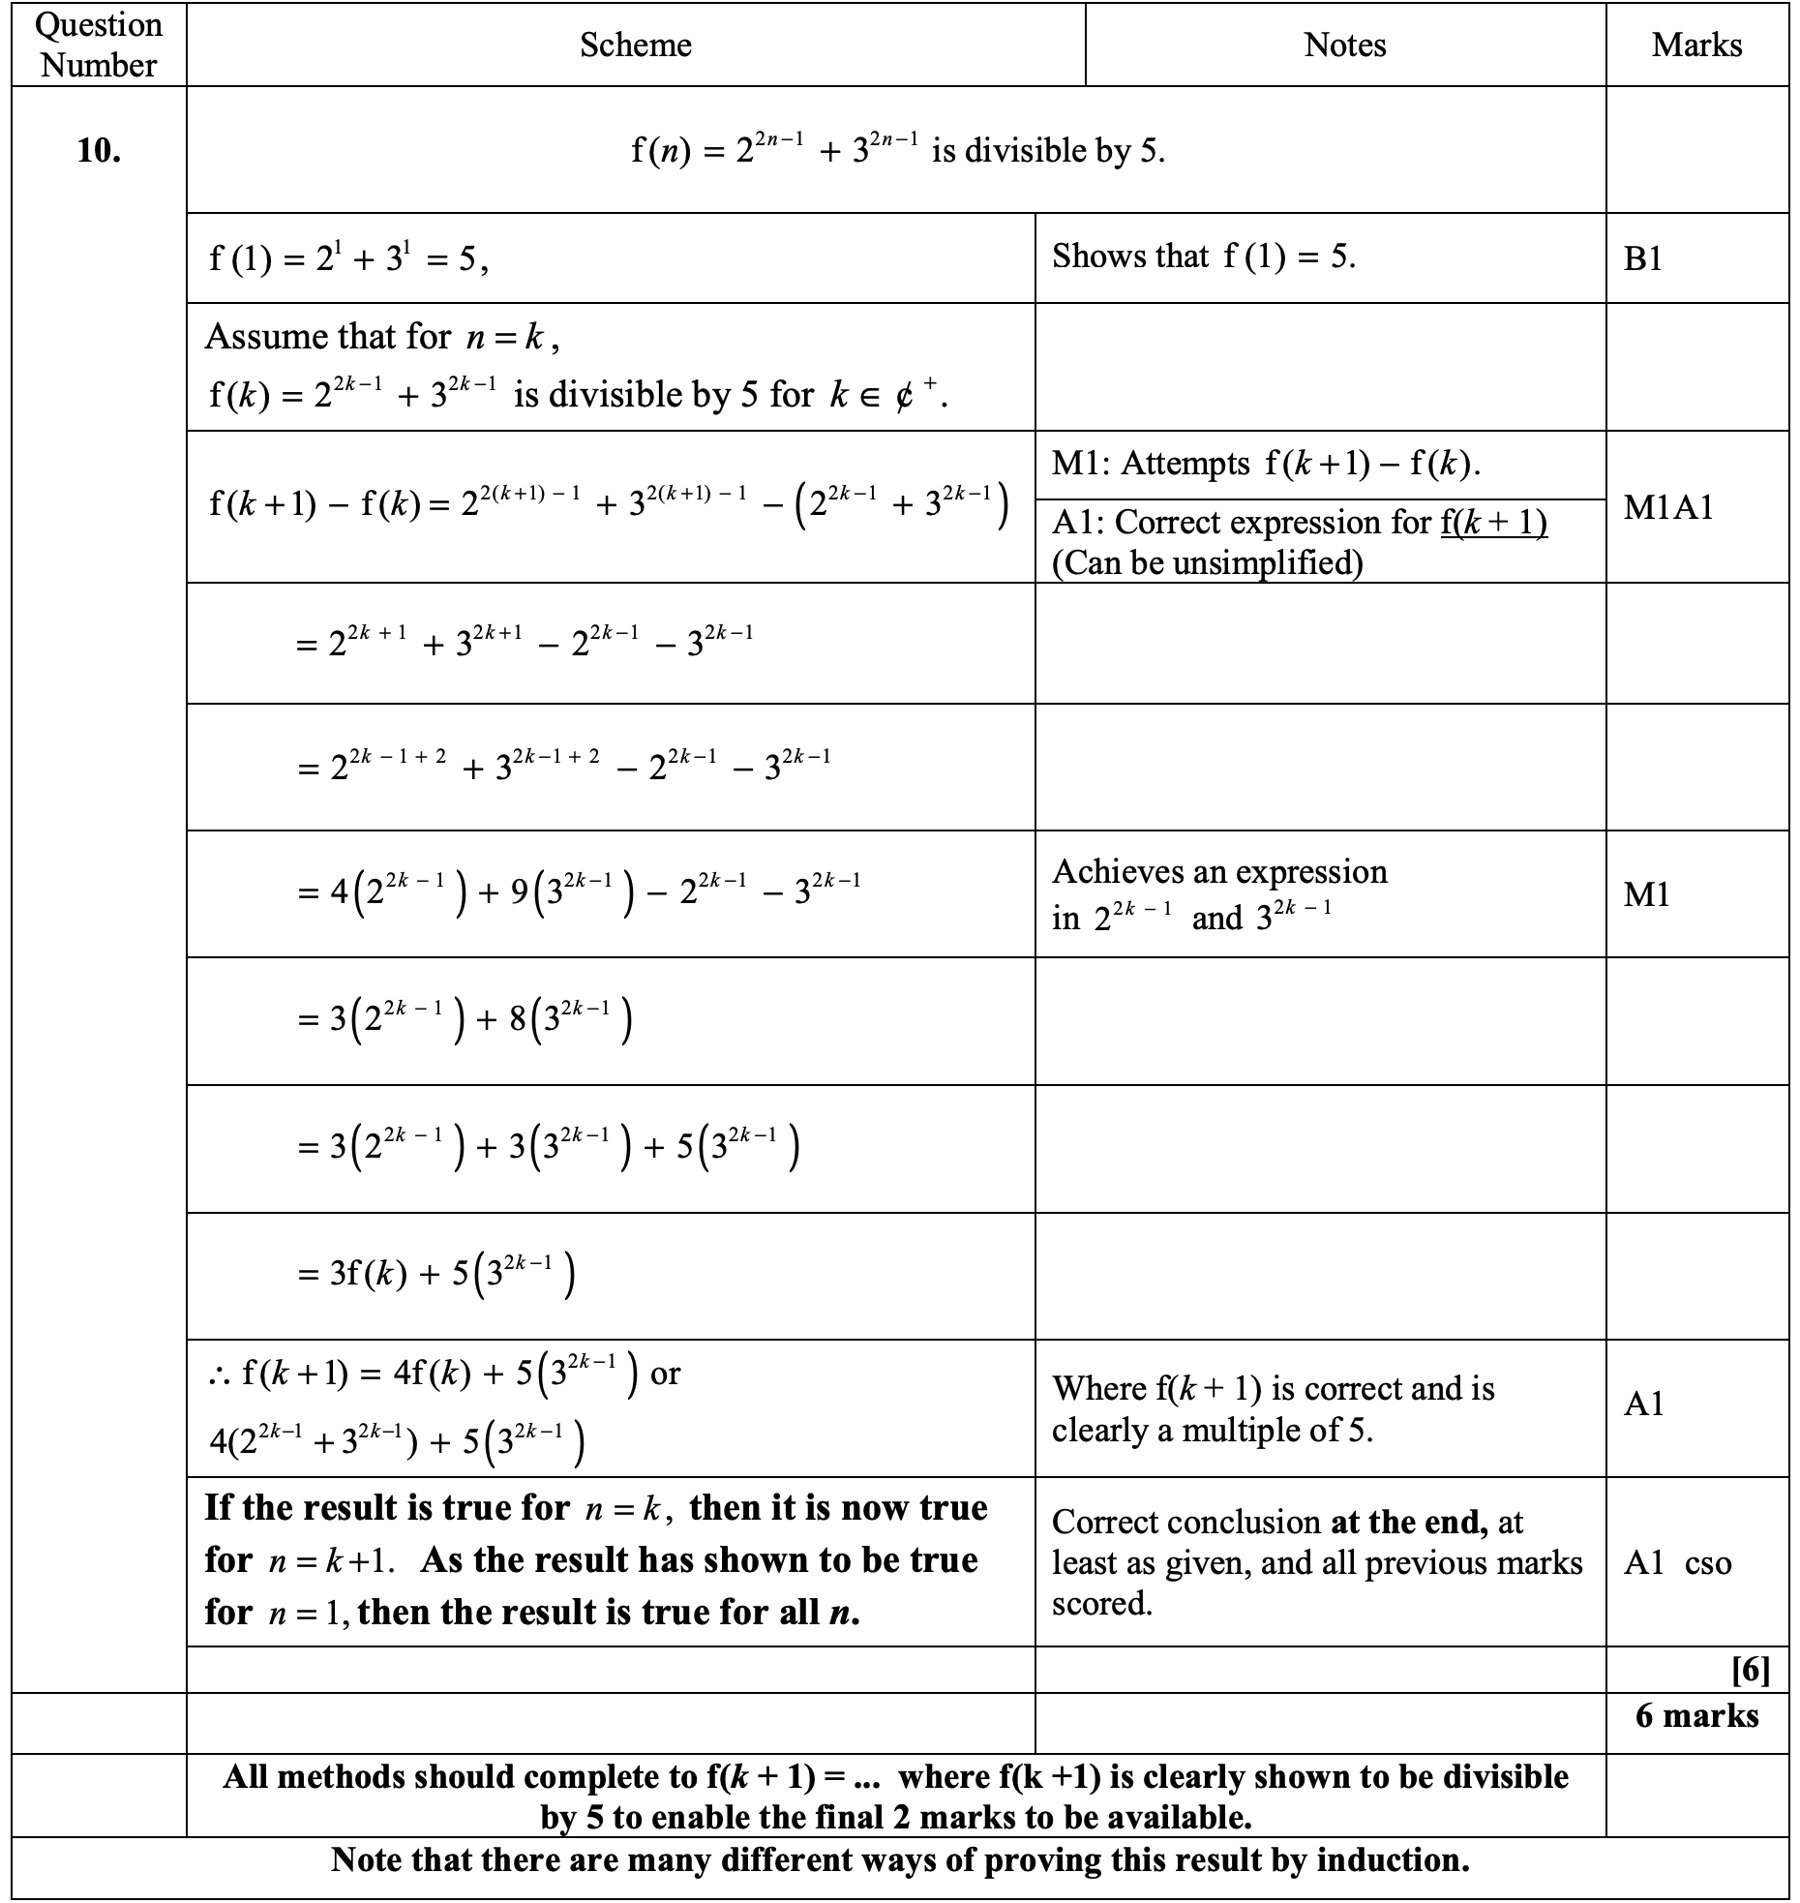 Question Number Scheme Notes Marks
10. f(n) = 2^{2n−1} + 3^{2n−1} is divisible by 5.
f(1) = 2^1 + 3^1 = 5, Shows that f(1) = 5. B1
Assume that for n = k,
f(k) = 2^{2k−1} + 3^{2k−1} is divisible by 5 for k ∈ ¢^+.
f(k+1) − f(k) = 2^{2(k+1)−1} + 3^{2(k+1)−1} − (2^{2k−1} + 3^{2k−1}) M1: Attempts f(k+1) − f(k). M1A1
A1: Correct expression for f(k + 1)
(Can be unsimplified)
= 2^{2k+1} + 3^{2k+1} − 2^{2k−1} − 3^{2k−1}
= 2^{2k−1+2} + 3^{2k−1+2} − 2^{2k−1} − 3^{2k−1}
= 4(2^{2k−1}) + 9(3^{2k−1}) − 2^{2k−1} − 3^{2k−1} Achieves an expression
in 2^{2k−1} and 3^{2k−1} M1
= 3(2^{2k−1}) + 8(3^{2k−1})
= 3(2^{2k−1}) + 3(3^{2k−1}) + 5(3^{2k−1})
= 3f(k) + 5(3^{2k−1})
∴ f(k+1) = 4f(k) + 5(3^{2k−1}) or
4(2^{2k−1} + 3^{2k−1}) + 5(3^{2k−1})
Where f(k + 1) is correct and is
clearly a multiple of 5.
A1
If the result is true for n = k, then it is now true
for n = k+1. As the result has shown to be true
for n = 1, then the result is true for all n.
Correct conclusion at the end, at
least as given, and all previous marks
scored.
A1 cso
[6]
6 marks
All methods should complete to f(k + 1) = ... where f(k +1) is clearly shown to be divisible
by 5 to enable the final 2 marks to be available.
Note that there are many different ways of proving this result by induction.